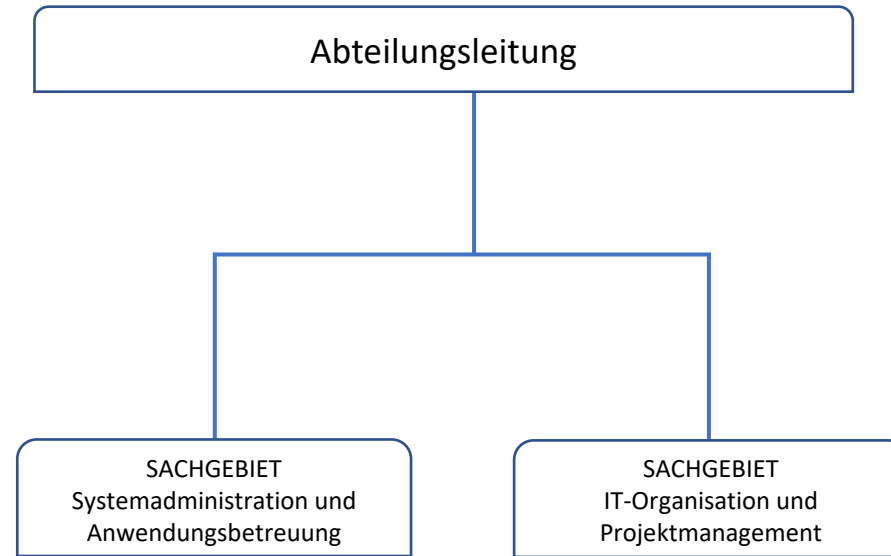 Abteilungsleitung
SACHGEBIET
Systemadministration und
Anwendungsbetreuung
SACHGEBIET
IT-Organisation und
Projektmanagement